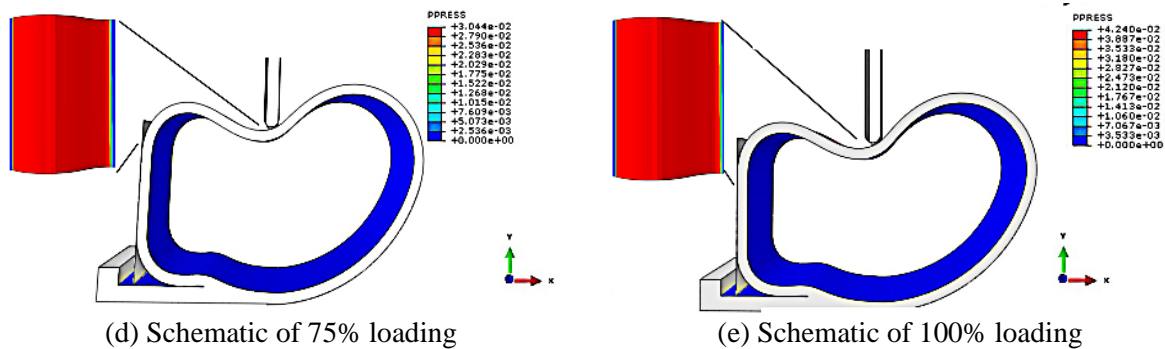 PPRESS
+3.044e-02
+2.790e-02
+2.536e-02
+2.283e-02
+2.029e-02
+1.775e-02
+1.522e-02
+1.268e-02
+1.015e-02
+7.609e-03
+5.073e-03
+2.536e-03
+0.000e+00
Y
X
(d) Schematic of 75% loading
PPRESS
+4.240e-02
+3.887e-02
+3.533e-02
+3.180e-02
+2.827e-02
+2.473e-02
+2.120e-02
+1.767e-02
+1.413e-02
+1.060e-02
+7.067e-03
+3.533e-03
+0.000e+00
Y
X
(e) Schematic of 100% loading